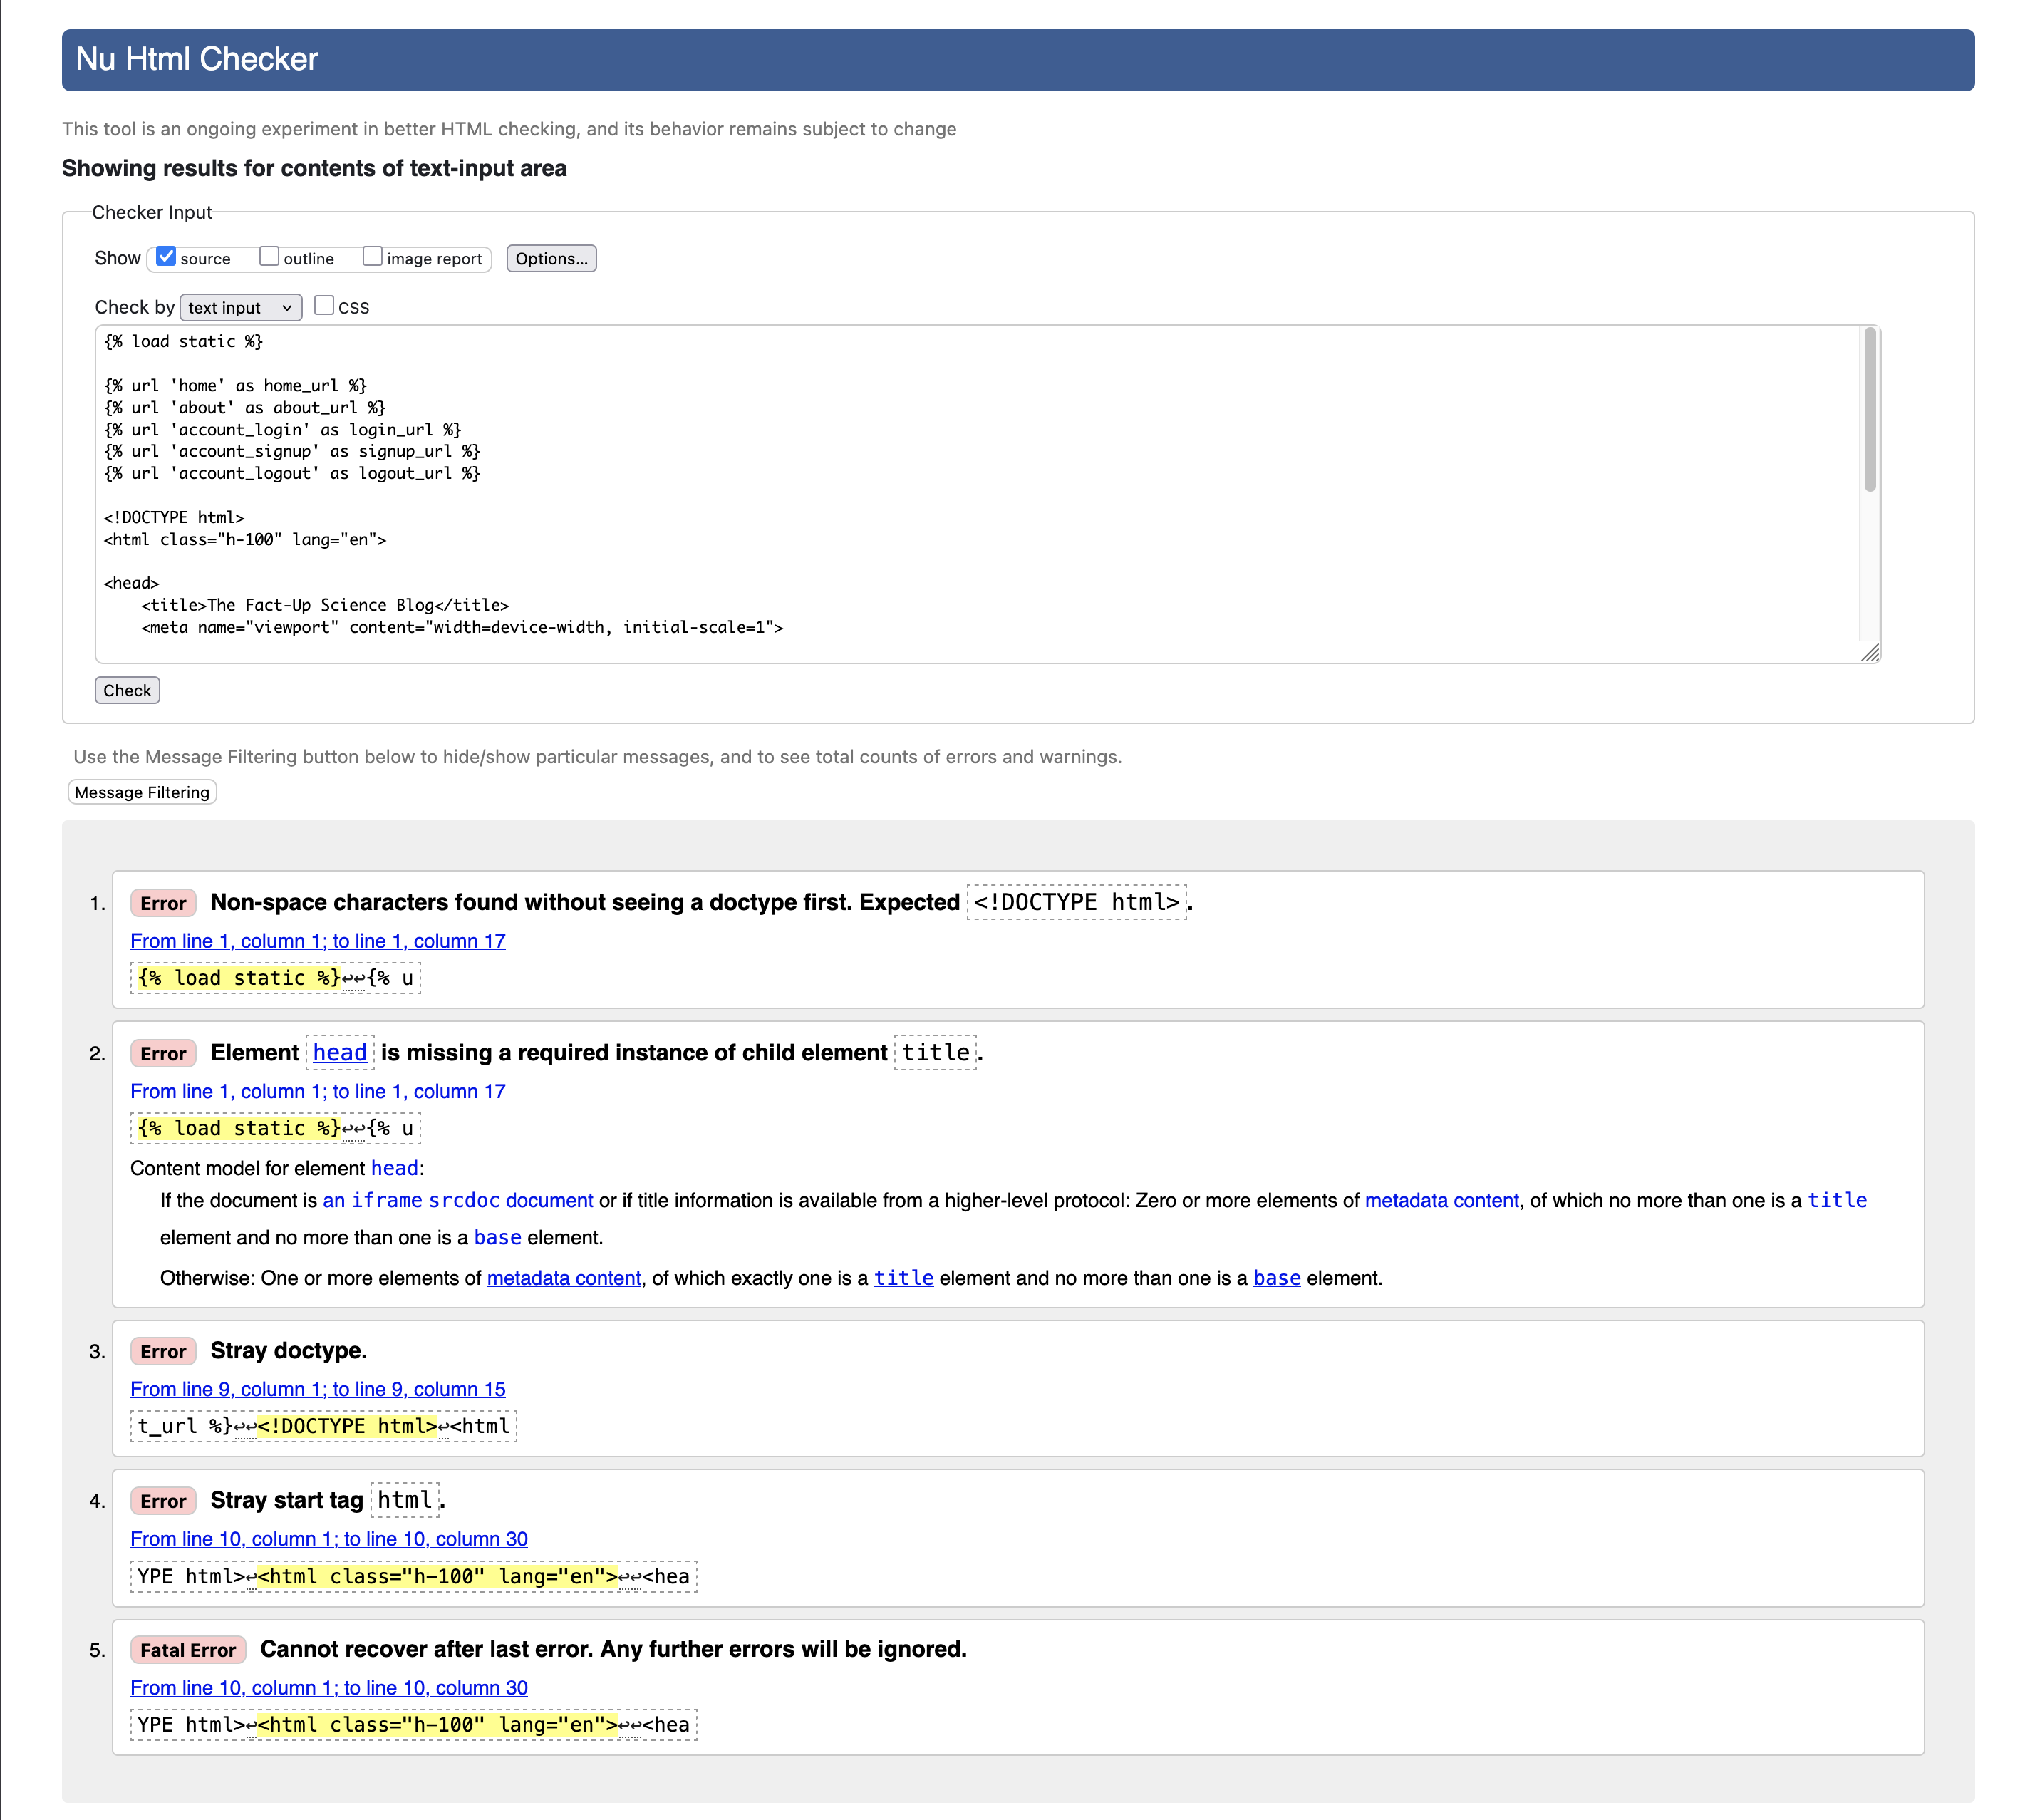 Nu Html Checker
This tool is an ongoing experiment in better HTML checking, and its behavior remains subject to change
Showing results for contents of text-input area
Checker Input
Show source outline image report Options...
Check by text input CSS
{% load static %}
{% url 'home' as home_url %}
{% url 'about' as about_url %}
{% url 'account_login' as login_url %}
{% url 'account_signup' as signup_url %}
{% url 'account_logout' as logout_url %}
<!DOCTYPE html>
<html class="h-100" lang="en">
<head>
<title>The Fact-Up Science Blog</title>
<meta name="viewport" content="width=device-width, initial-scale=1">
Check
Use the Message Filtering button below to hide/show particular messages, and to see total counts of errors and warnings.
Message Filtering
1. Error Non-space characters found without seeing a doctype first. Expected <!DOCTYPE html>.
From line 1, column 1; to line 1, column 17
{% load static %}↩↩{% u
2. Error Element head is missing a required instance of child element title.
From line 1, column 1; to line 1, column 17
{% load static %}↩↩{% u
Content model for element head:
If the document is an iframe srcdoc document or if title information is available from a higher-level protocol: Zero or more elements of metadata content, of which no more than one is a title
element and no more than one is a base element.
Otherwise: One or more elements of metadata content, of which exactly one is a title element and no more than one is a base element.
3. Error Stray doctype.
From line 9, column 1; to line 9, column 15
t_url %}↩↩<!DOCTYPE html>↩<html
4. Error Stray start tag html.
From line 10, column 1; to line 10, column 30
YPE html>↩<html class="h-100" lang="en">↩↩<hea
5. Fatal Error Cannot recover after last error. Any further errors will be ignored.
From line 10, column 1; to line 10, column 30
YPE html>↩<html class="h-100" lang="en">↩↩<hea